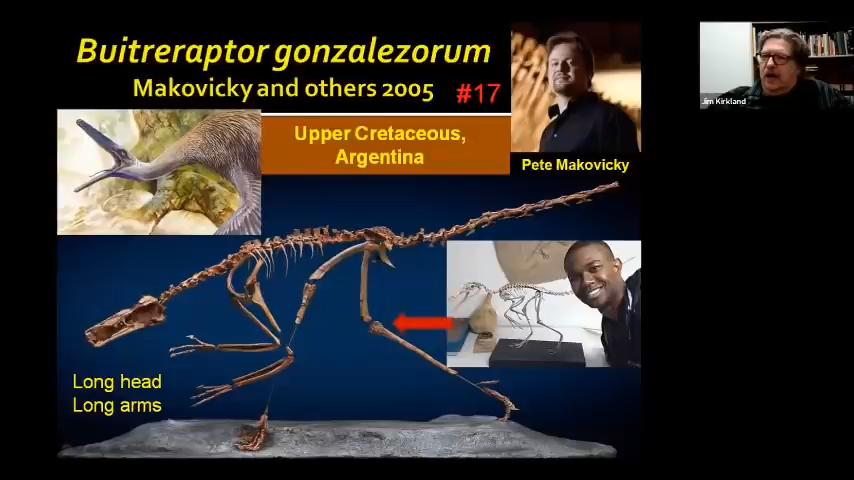 Buitreraptor gonzalezorum
Makovicky and others 2005 #17
Upper Cretaceous,
Argentina
Pete Makovicky
Jim Kirkland
Long head
Long arms